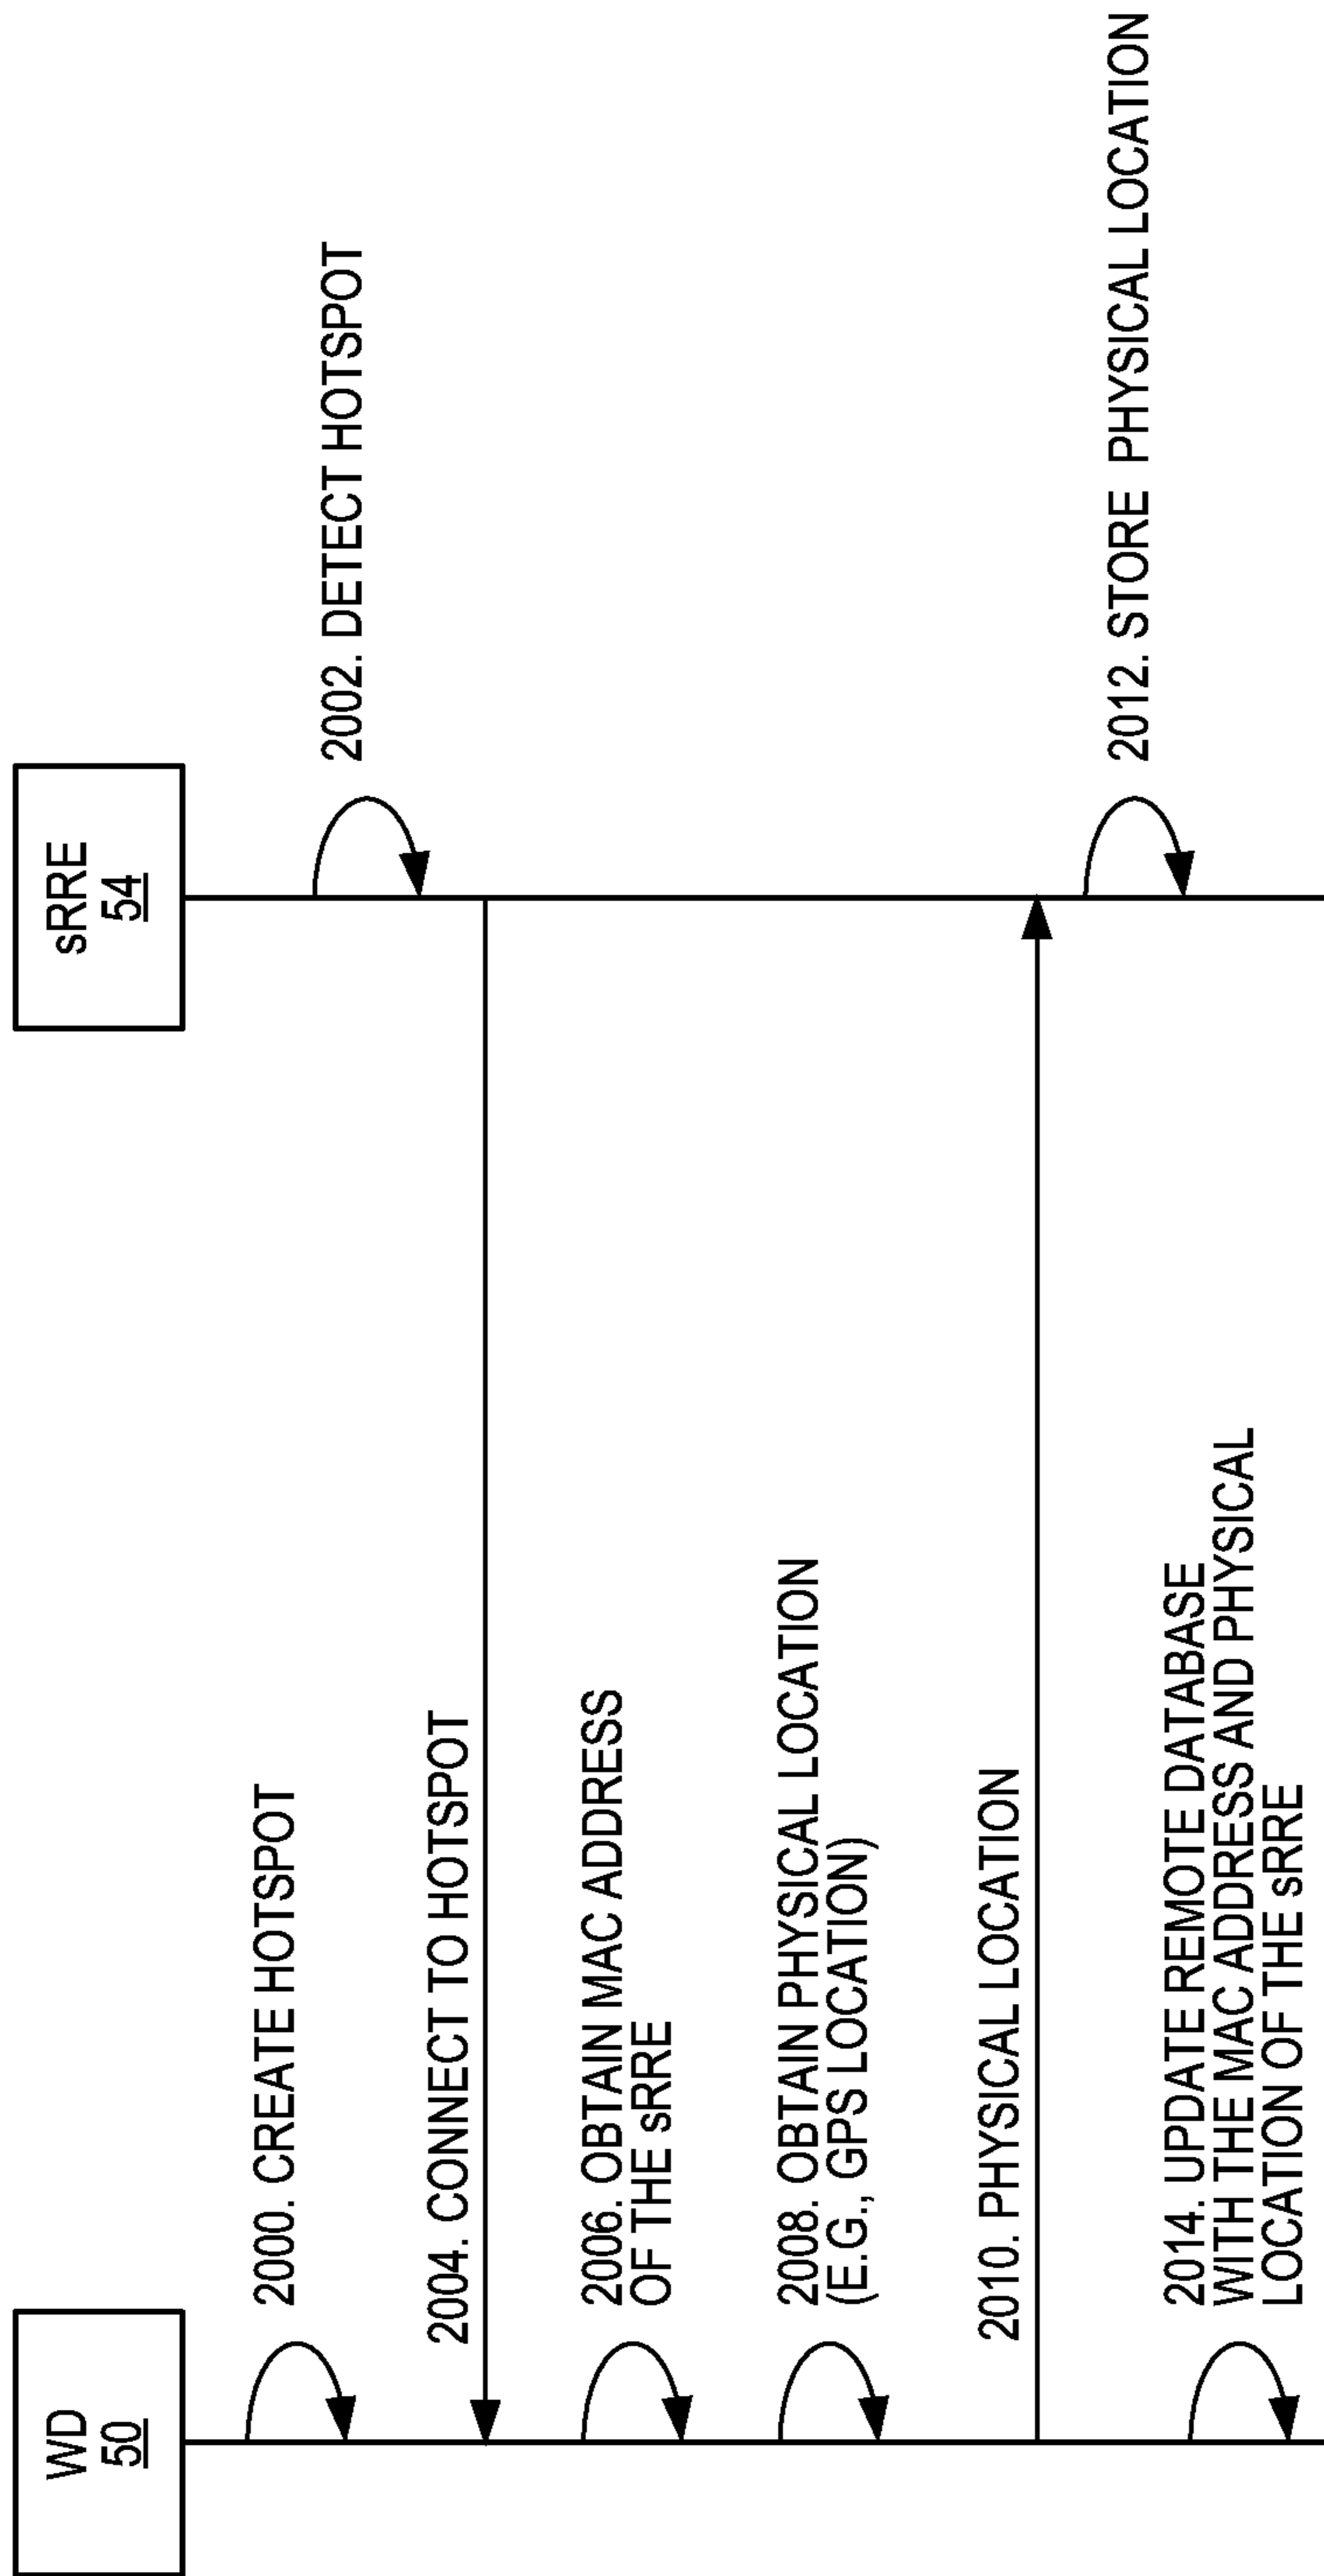 WD
50
sRRE
54
2000. CREATE HOTSPOT
2002. DETECT HOTSPOT
2004. CONNECT TO HOTSPOT
2006. OBTAIN MAC ADDRESS
OF THE sRRE
2008. OBTAIN PHYSICAL LOCATION
(E.G., GPS LOCATION)
2010. PHYSICAL LOCATION
2012. STORE PHYSICAL LOCATION
2014. UPDATE REMOTE DATABASE
WITH THE MAC ADDRESS AND PHYSICAL
LOCATION OF THE sRRE